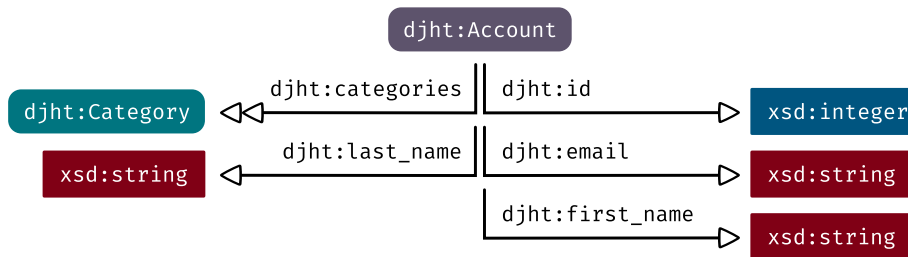 djht:Account
djht:categories djht:id
djht:Category xsd:integer
djht:last_name djht:email
xsd:string xsd:string
djht:first_name
xsd:string